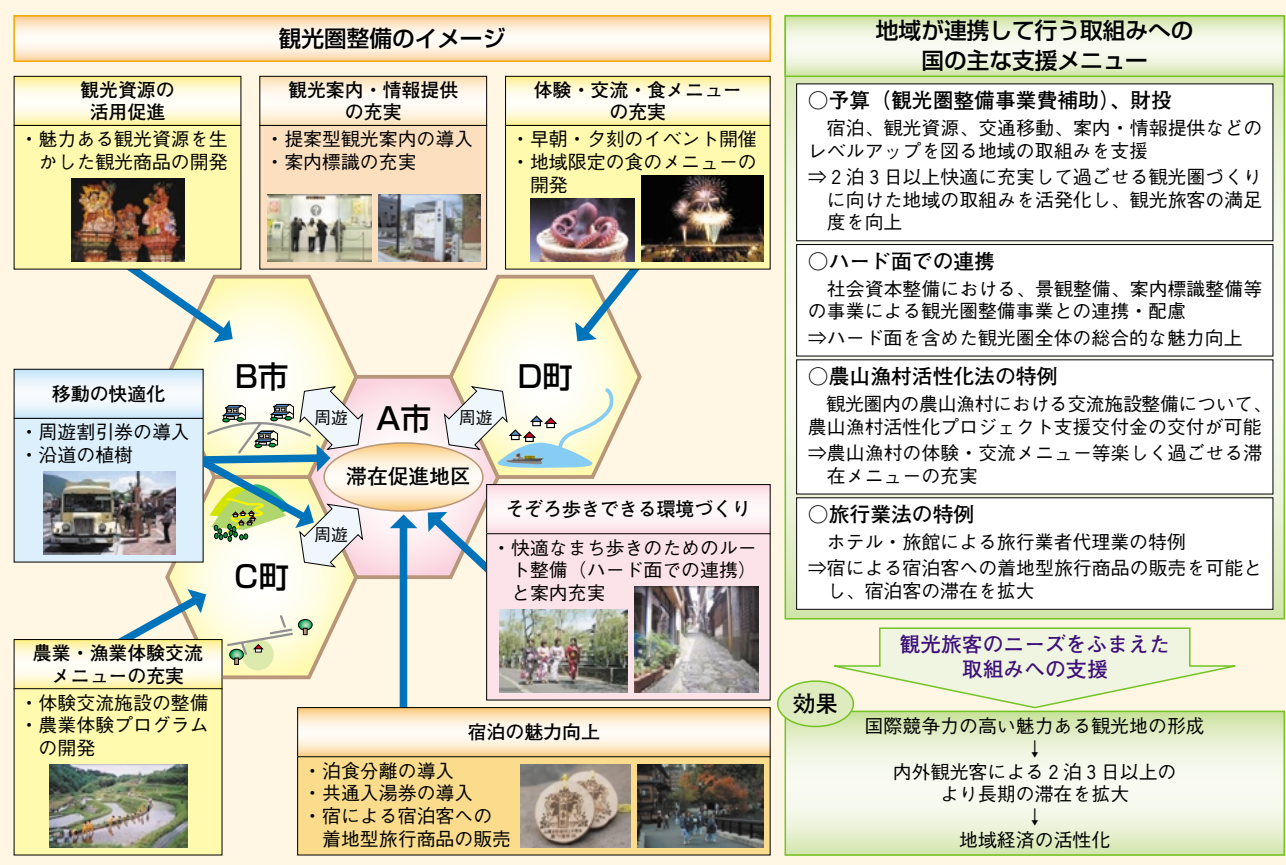 観光圏整備のイメージ
観光資源の
活用促進
・魅力ある観光資源を生
かした観光商品の開発
観光案内・情報提供
の充実
・提案型観光案内の導入
・案内標識の充実
体験・交流・食メニュー
の充実
・早朝・夕刻のイベント開催
・地域限定の食のメニューの
開発
B市
D町
A市
C町
周遊
周遊
周遊
滞在促進地区
移動の快適化
・周遊割引券の導入
・沿道の植樹
そぞろ歩きできる環境づくり
・快適なまち歩きのためのルー
ト整備（ハード面での連携）
と案内充実
農業・漁業体験交流
メニューの充実
・体験交流施設の整備
・農業体験プログラム
の開発
宿泊の魅力向上
・泊食分離の導入
・共通入湯券の導入
・宿による宿泊客への
着地型旅行商品の販売
地域が連携して行う取組みへの
国の主な支援メニュー
○予算（観光圏整備事業費補助）、財投
宿泊、観光資源、交通移動、案内・情報提供などの
レベルアップを図る地域の取組みを支援
⇒２泊３日以上快適に充実して過ごせる観光圏づくり
に向けた地域の取組みを活発化し、観光旅客の満足
度を向上
○ハード面での連携
社会資本整備における、景観整備、案内標識整備等
の事業による観光圏整備事業との連携・配慮
⇒ハード面を含めた観光圏全体の総合的な魅力向上
○農山漁村活性化法の特例
観光圏内の農山漁村における交流施設整備について、
農山漁村活性化プロジェクト支援交付金の交付が可能
⇒農山漁村の体験・交流メニュー等楽しく過ごせる滞
在メニューの充実
○旅行業法の特例
ホテル・旅館による旅行業者代理業の特例
⇒宿による宿泊客への着地型旅行商品の販売を可能と
し、宿泊客の滞在を拡大
観光旅客のニーズをふまえた
取組みへの支援
効果
国際競争力の高い魅力ある観光地の形成
↓
内外観光客による２泊３日以上の
より長期の滞在を拡大
↓
地域経済の活性化